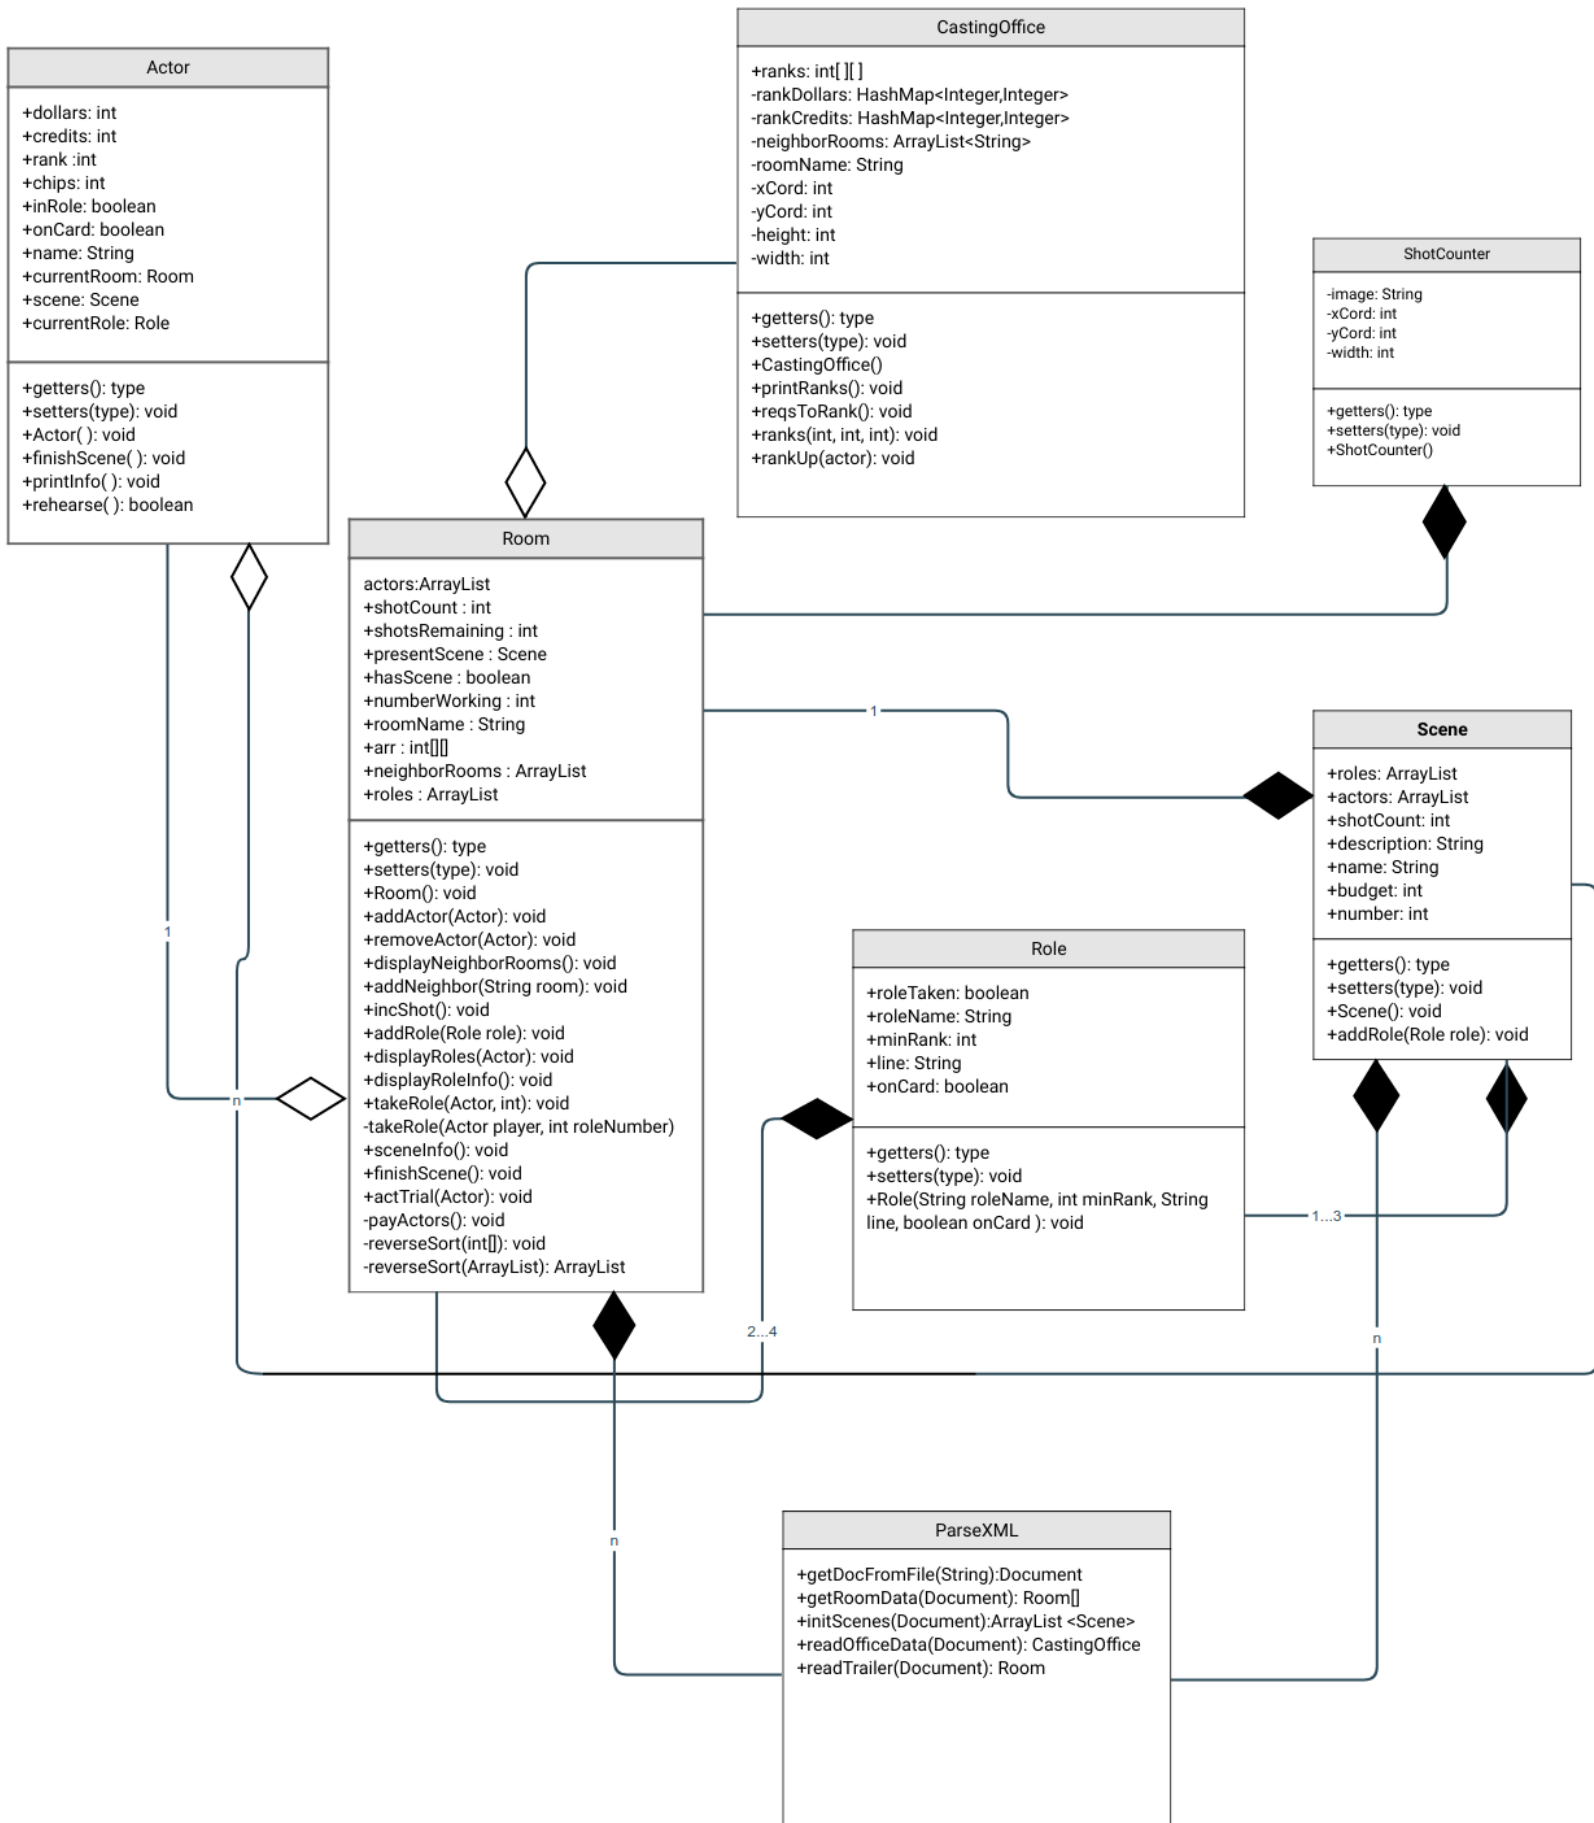 Actor
+dollars: int
+credits: int
+rank :int
+chips: int
+inRole: boolean
+onCard: boolean
+name: String
+currentRoom: Room
+scene: Scene
+currentRole: Role
+getters(): type
+setters(type): void
+Actor( ): void
+finishScene( ): void
+printInfo( ): void
+rehearse( ): boolean
CastingOffice
+ranks: int[ ][ ]
-rankDollars: HashMap<Integer,Integer>
-rankCredits: HashMap<Integer,Integer>
-neighborRooms: ArrayList<String>
-roomName: String
-xCord: int
-yCord: int
-height: int
-width: int
+getters(): type
+setters(type): void
+CastingOffice()
+printRanks(): void
+reqsToRank(): void
+ranks(int, int, int): void
+rankUp(actor): void
ShotCounter
-image: String
-xCord: int
-yCord: int
-width: int
+getters(): type
+setters(type): void
+ShotCounter()
Room
actors:ArrayList
+shotCount : int
+shotsRemaining : int
+presentScene : Scene
+hasScene : boolean
+numberWorking : int
+roomName : String
+arr : int[][]
+neighborRooms : ArrayList
+roles : ArrayList
+getters(): type
+setters(type): void
+Room(): void
+addActor(Actor): void
+removeActor(Actor): void
+displayNeighborRooms(): void
+addNeighbor(String room): void
+incShot(): void
+addRole(Role role): void
+displayRoles(Actor): void
+displayRoleInfo(): void
+takeRole(Actor, int): void
-takeRole(Actor player, int roleNumber)
+sceneInfo(): void
+finishScene(): void
+actTrial(Actor): void
-payActors(): void
-reverseSort(int[]): void
-reverseSort(ArrayList): ArrayList
1
Scene
+roles: ArrayList
+actors: ArrayList
+shotCount: int
+description: String
+name: String
+budget: int
+number: int
+getters(): type
+setters(type): void
+Scene(): void
+addRole(Role role): void
1
n
Role
+roleTaken: boolean
+roleName: String
+minRank: int
+line: String
+onCard: boolean
+getters(): type
+setters(type): void
+Role(String roleName, int minRank, String
line, boolean onCard ): void
1...3
2...4
n
n
ParseXML
+getDocFromFile(String):Document
+getRoomData(Document): Room[]
+initScenes(Document):ArrayList <Scene>
+readOfficeData(Document): CastingOffice
+readTrailer(Document): Room